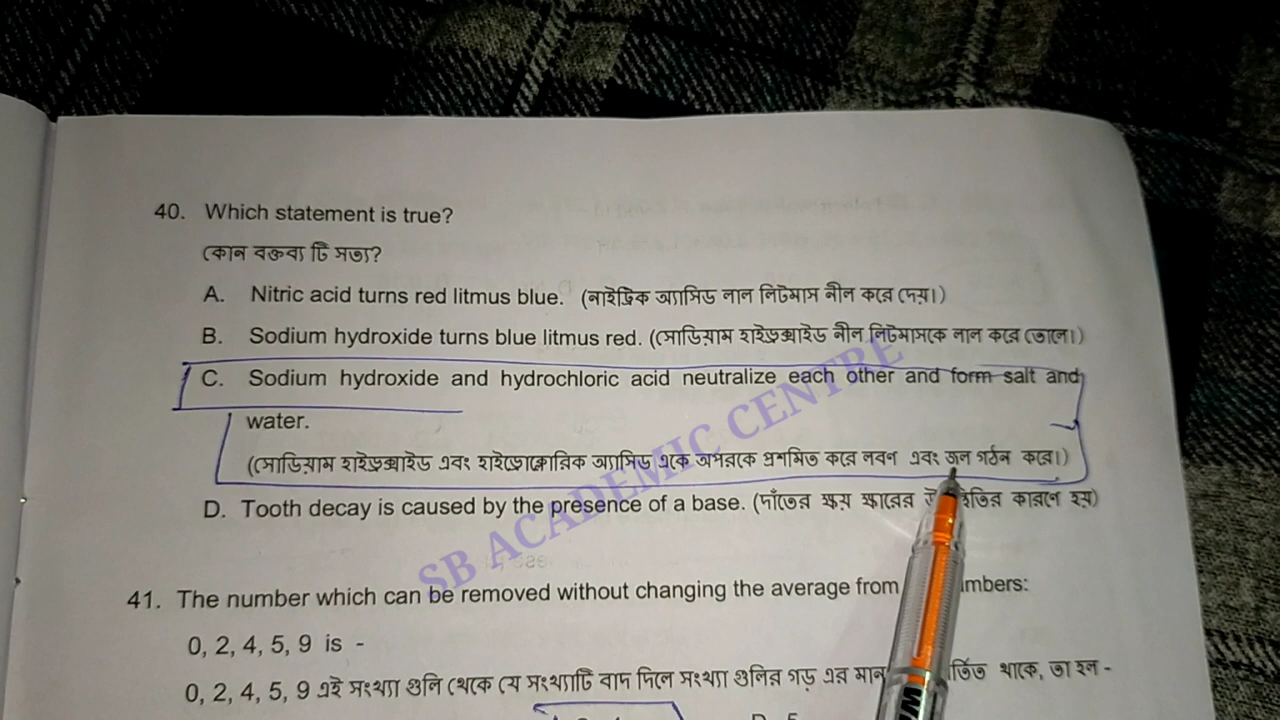 40. Which statement is true?
কোন বক্তব্য টি সত্য?
A. Nitric acid turns red litmus blue. (নাইট্রিক অ্যাসিড লাল লিটমাস নীল করে দেয়।)
B. Sodium hydroxide turns blue litmus red. (সোডিয়াম হাইড্রক্সাইড নীল লিটমাসকে লাল করে তোলে।)
C. Sodium hydroxide and hydrochloric acid neutralize each other and form salt and
water.
(সোডিয়াম হাইড্রক্সাইড এবং হাইড্রোক্লোরিক অ্যাসিড একে অপরকে প্রশমিত করে লবণ এবং জল গঠন করে।)
D. Tooth decay is caused by the presence of a base. (দাঁতের ক্ষয় ক্ষারের কারণে হয়)
SB ACADEMIC CENTRE
41. The number which can be removed without changing the average from
0, 2, 4, 5, 9 is -
0, 2, 4, 5, 9 এই সংখ্যা গুলি থেকে যে সংখ্যাটি বাদ দিলে সংখ্যা গুলির গড় এর থাকে, তা হল -